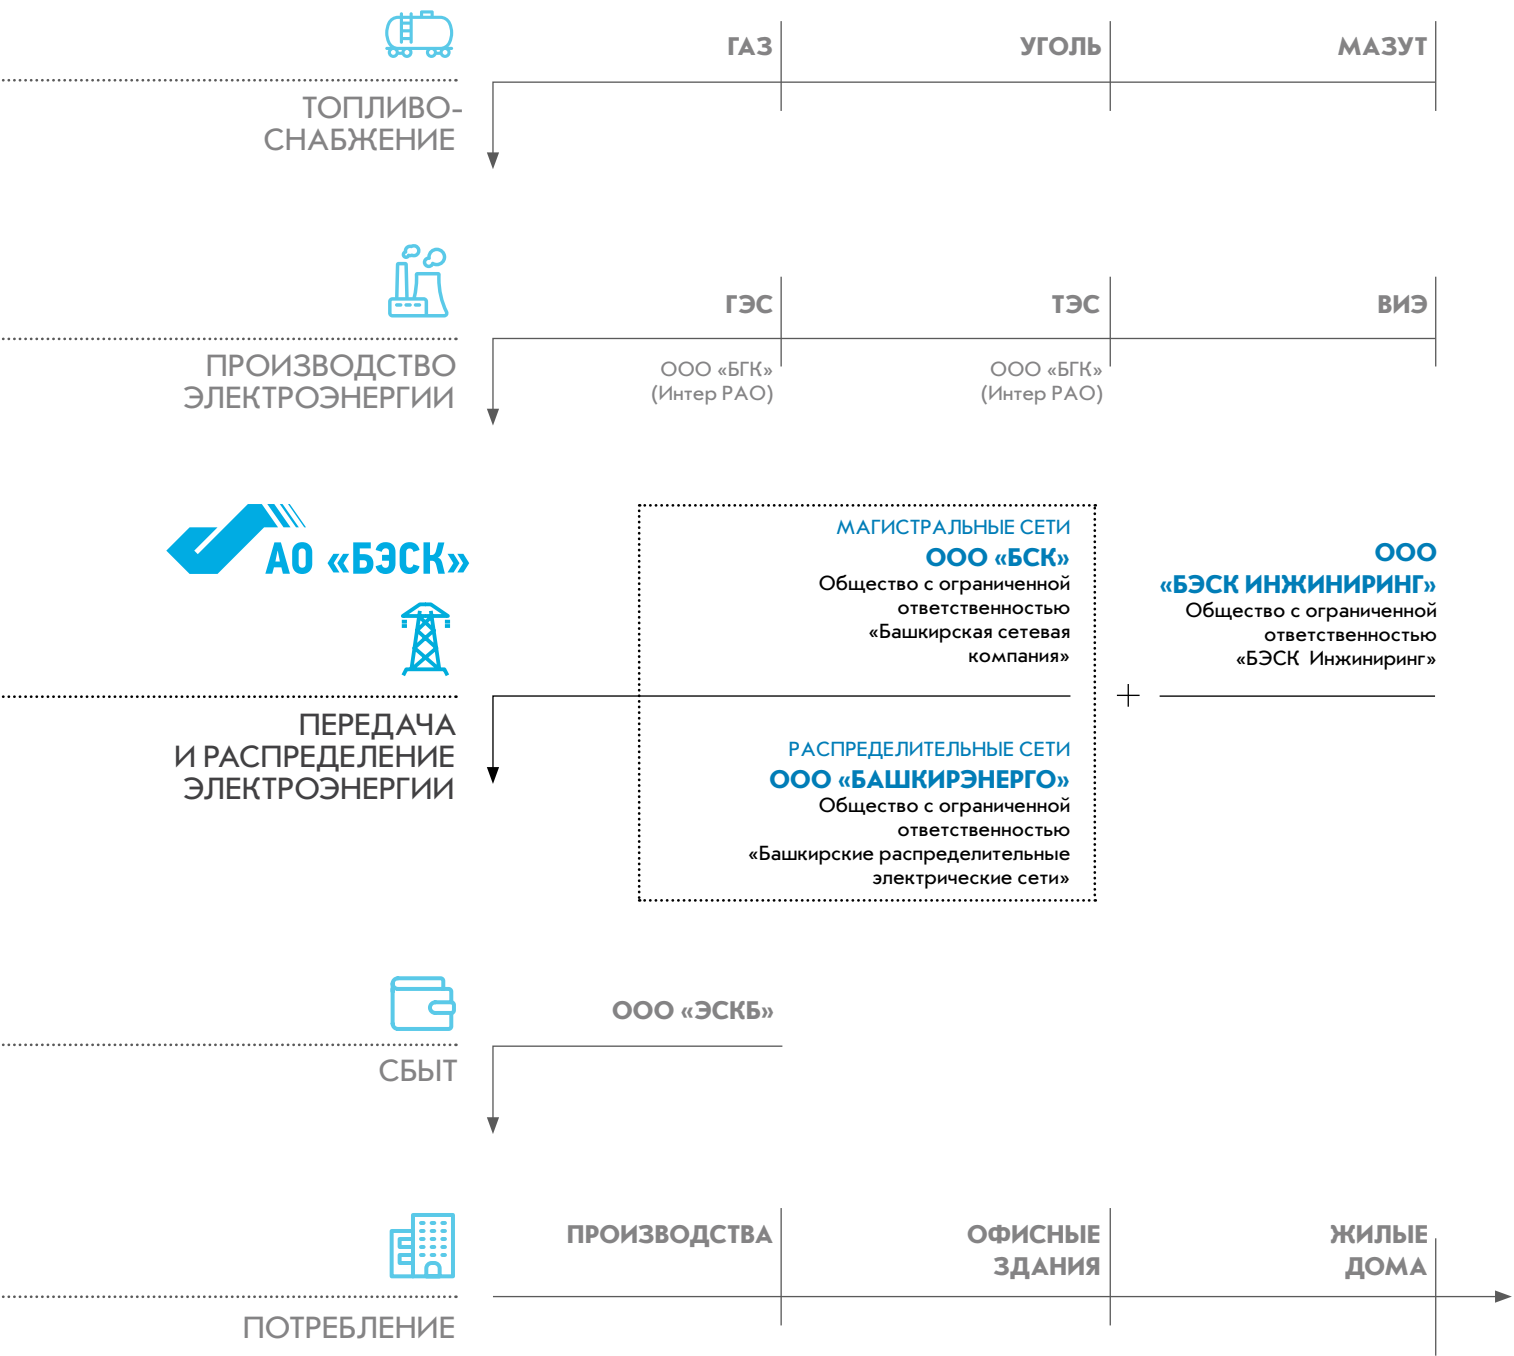 ГАЗ
УГОЛЬ
МАЗУТ
ТОПЛИВО-
СНАБЖЕНИЕ
ГЭС
ТЭС
ВИЭ
ПРОИЗВОДСТВО
ЭЛЕКТРОЭНЕРГИИ
ООО «БГК»
(Интер РАО)
ООО «БГК»
(Интер РАО)
АО «БЭСК»
МАГИСТРАЛЬНЫЕ СЕТИ
ООО «БСК»
Общество с ограниченной
ответственностью
«Башкирская сетевая
компания»
+
ООО
«БЭСК ИНЖИНИРИНГ»
Общество с ограниченной
ответственностью
«БЭСК Инжиниринг»
ПЕРЕДАЧА
И РАСПРЕДЕЛЕНИЕ
ЭЛЕКТРОЭНЕРГИИ
РАСПРЕДЕЛИТЕЛЬНЫЕ СЕТИ
ООО «БАШКИРЭНЕРГО»
Общество с ограниченной
ответственностью
«Башкирские распределительные
электрические сети»
ООО «ЭСКБ»
СБЫТ
ПРОИЗВОДСТВА
ОФИСНЫЕ
ЗДАНИЯ
ЖИЛЫЕ
ДОМА
ПОТРЕБЛЕНИЕ